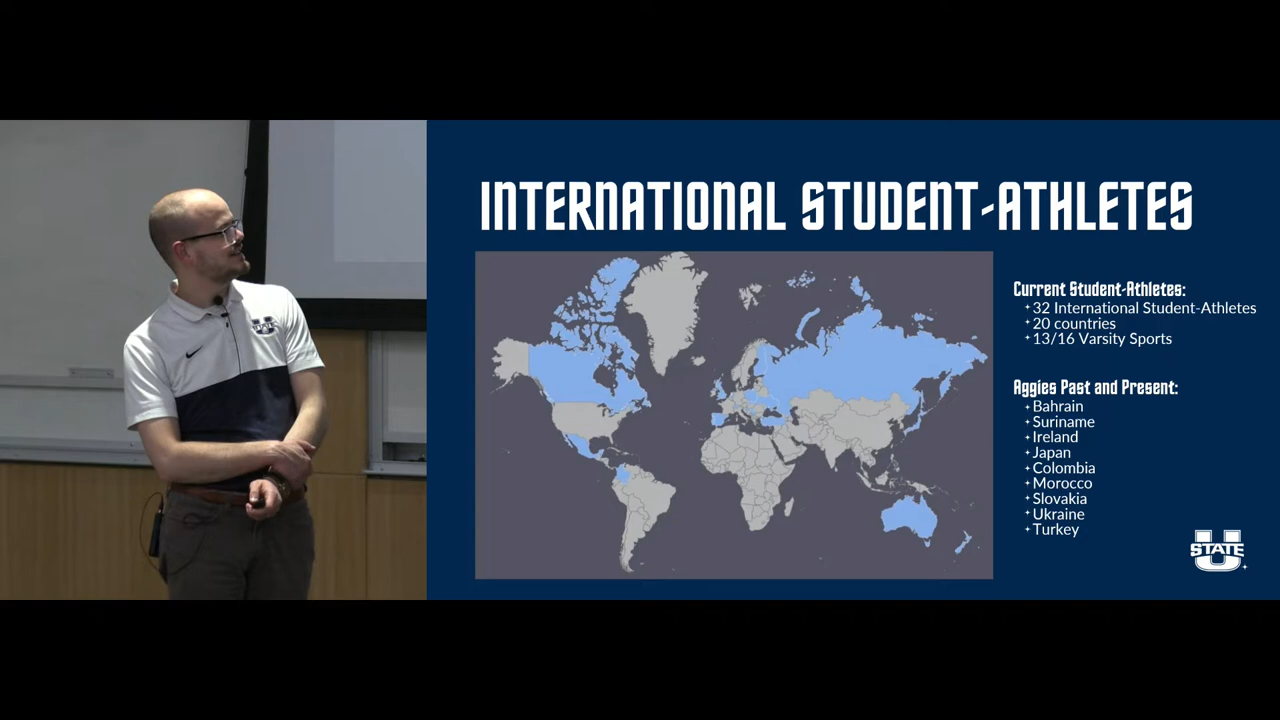 INTERNATIONAL STUDENT-ATHLETES
Current Student-Athletes:
32 International Student-Athletes
20 countries
13/16 Varsity Sports
Aggies Past and Present:
Bahrain
Suriname
Ireland
Japan
Colombia
Morocco
Slovakia
Ukraine
Turkey
U STATE
STATE